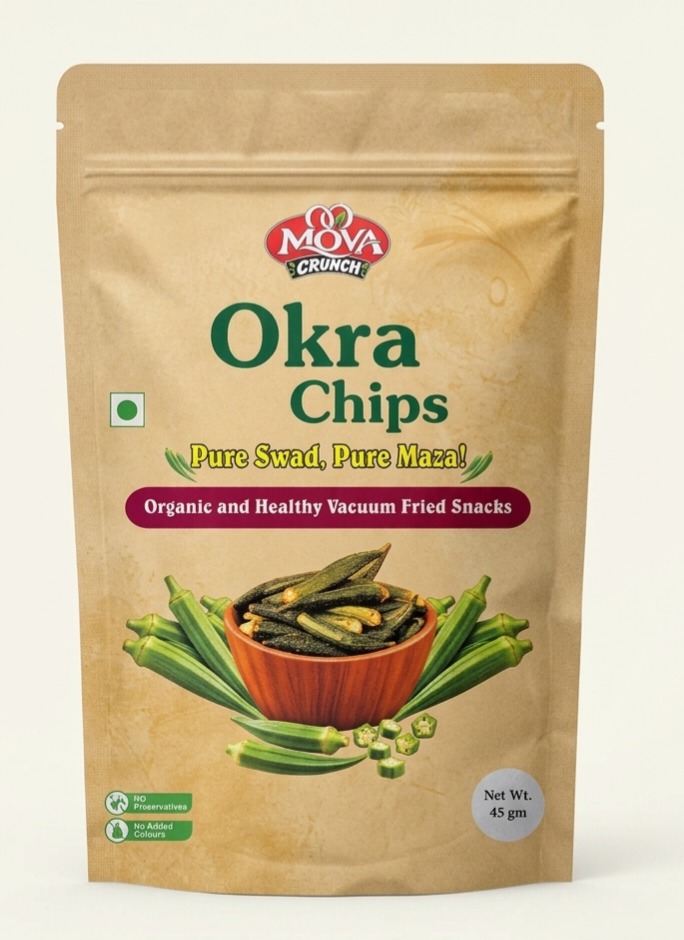 MOVA
CRUNCH
Okra
Chips
Pure Swad, Pure Maza!
Organic and Healthy Vacuum Fried Snacks
NO
Proservativea
No Added
Colours
Net Wt.
45 gm